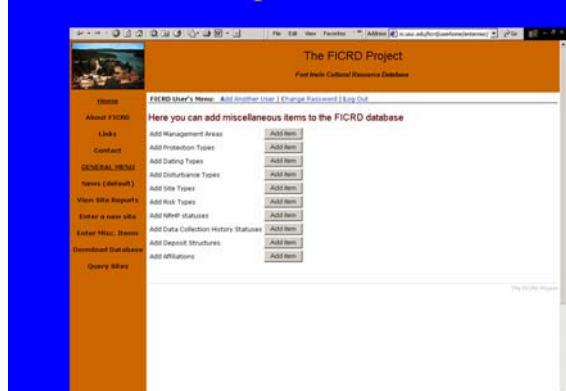 File Edit View Favorites
Address
Go
The FICRD Project
Fort Irwin Cultural Resource Database
Home
About FICRD
Links
Contact
GENERAL MENU
News (default)
View Site Reports
Enter a new site
Enter Misc. Items
Download Database
Query Sites
FICRD User's Menu: Add Another User | Change Password | Log Out
Here you can add miscellaneous items to the FICRD database
Add Management Areas Add Item
Add Protection Types Add Item
Add Dating Types Add Item
Add Disturbance Types Add Item
Add Site Types Add Item
Add Risk Types Add Item
Add NRHP statuses Add Item
Add Data Collection History Statuses Add Item
Add Deposit Structures Add Item
Add Affiliations Add Item
The FICRD Project